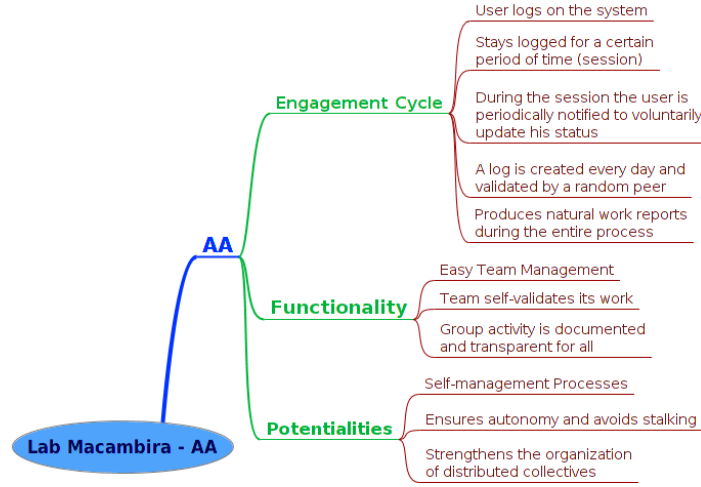 User logs on the system
Stays logged for a certain
period of time (session)
Engagement Cycle
During the session the user is
periodically notified to voluntarily
update his status
A log is created every day and
validated by a random peer
Produces natural work reports
during the entire process
AA
Easy Team Management
Functionality
Team self-validates its work
Group activity is documented
and transparent for all
Self-management Processes
Potentialities
Ensures autonomy and avoids stalking
Strengthens the organization
of distributed collectives
Lab Macambira - AA